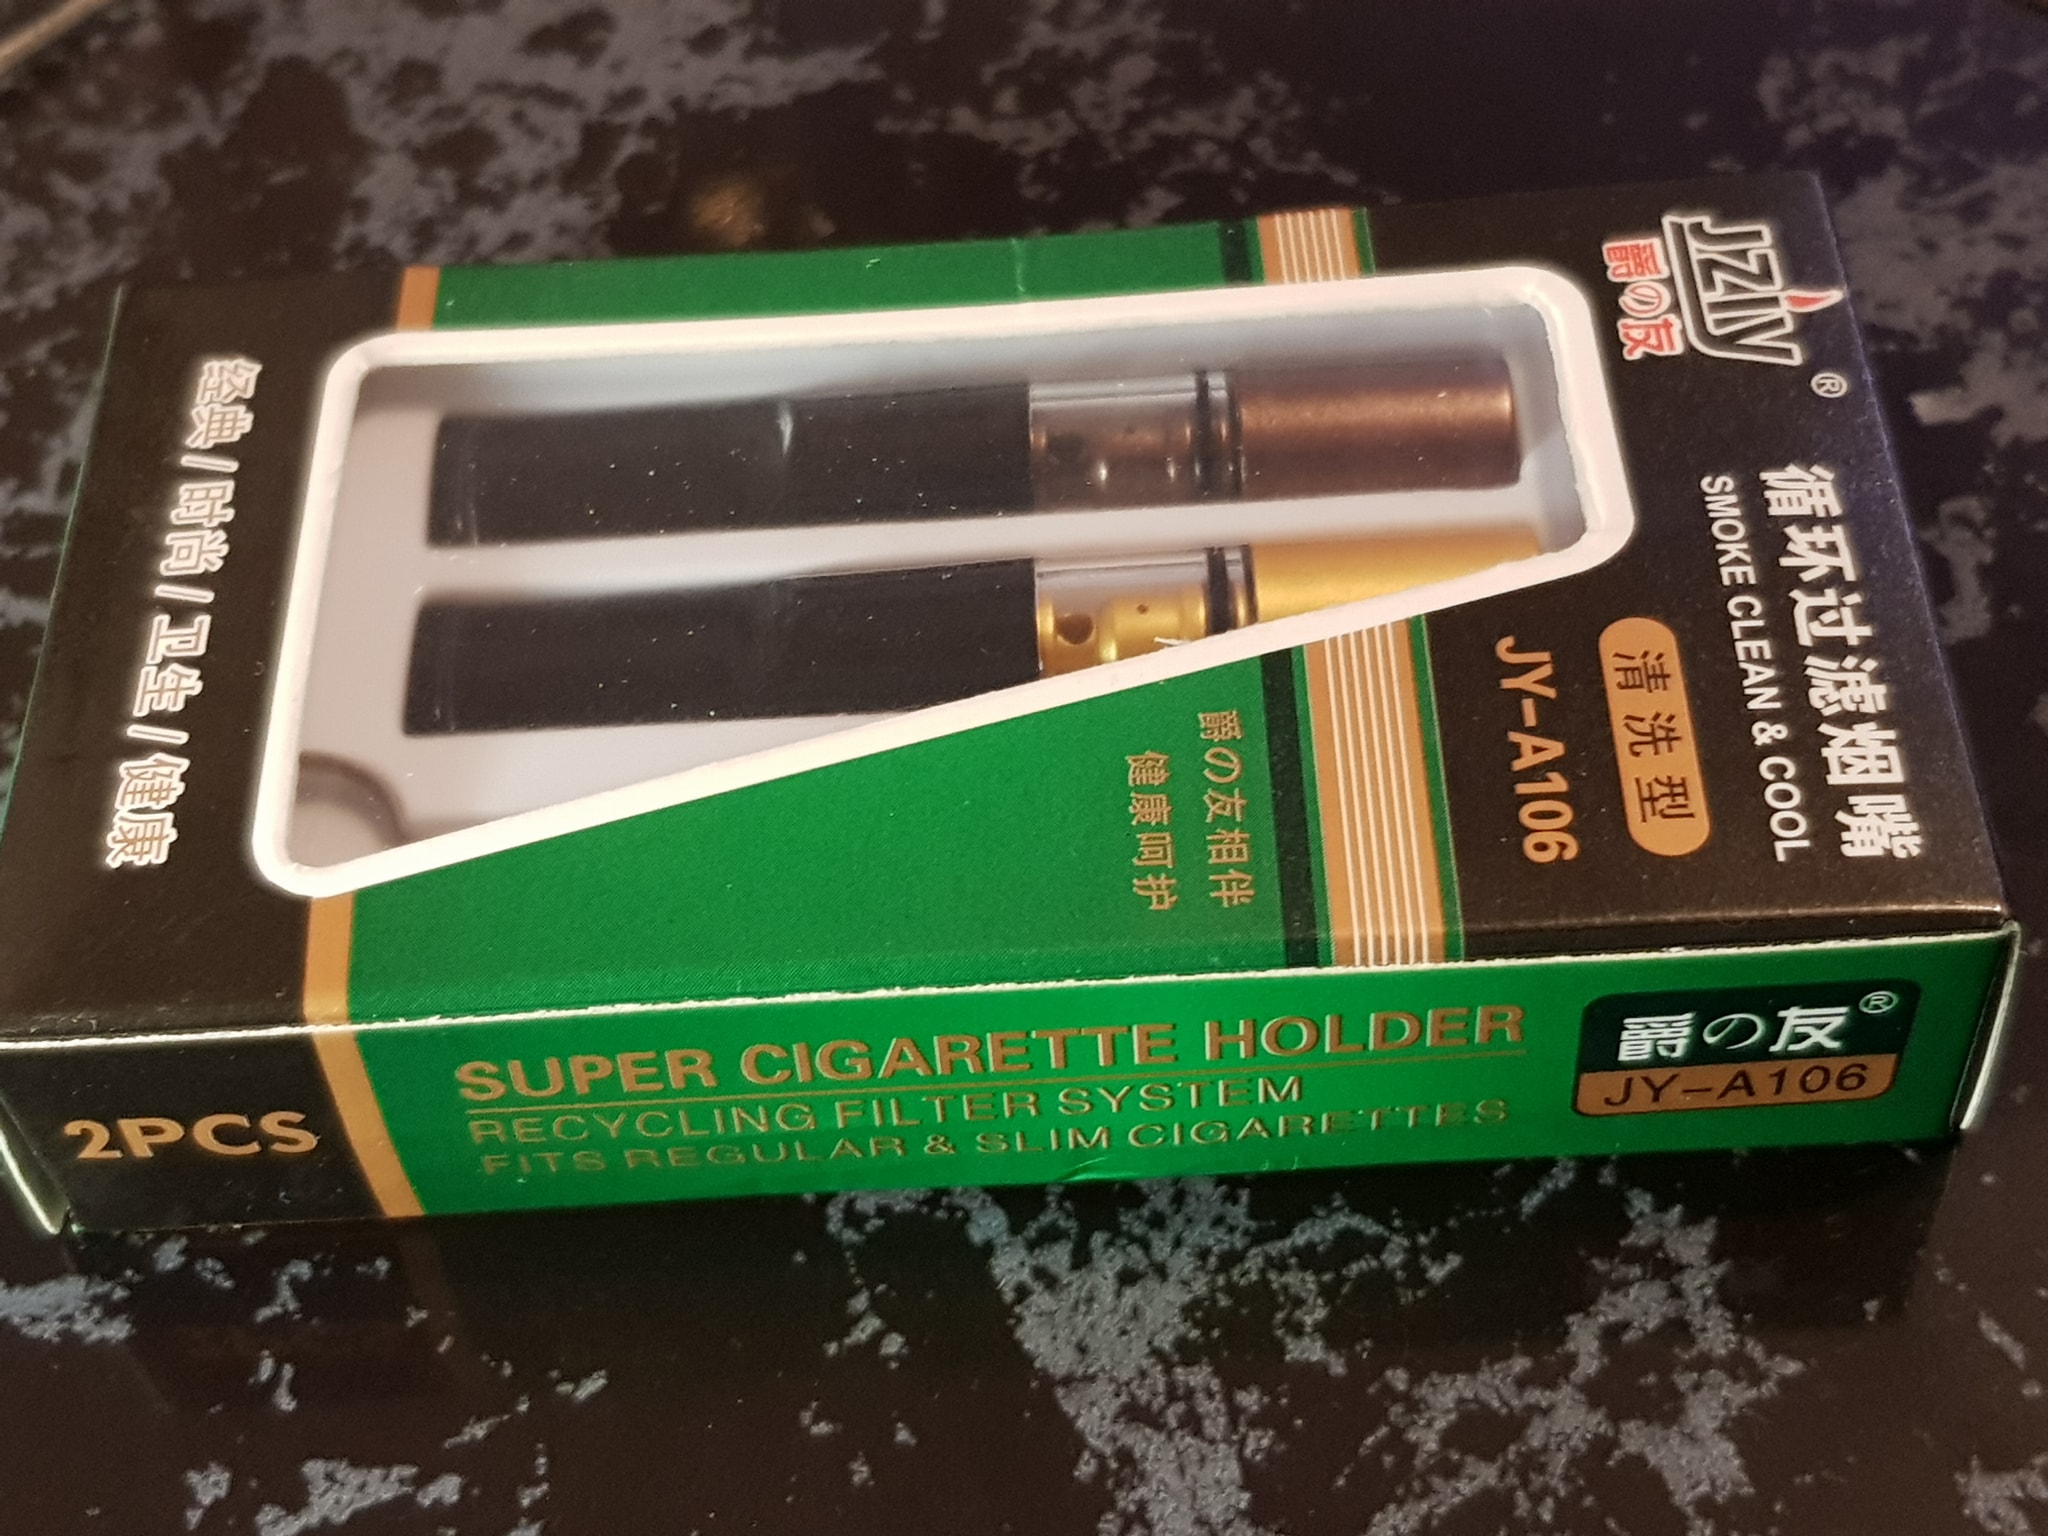 JZIV®
爵の友
循环过滤烟嘴
SMOKE CLEAN & COOL
清洗型
JY-A106
爵の友相伴
健康呵护
经典/时尚/卫生/健康
2PCS
SUPER CIGARETTE HOLDER
RECYCLING FILTER SYSTEM
FITS REGULAR & SLIM CIGARETTES
爵の友®
JY-A106